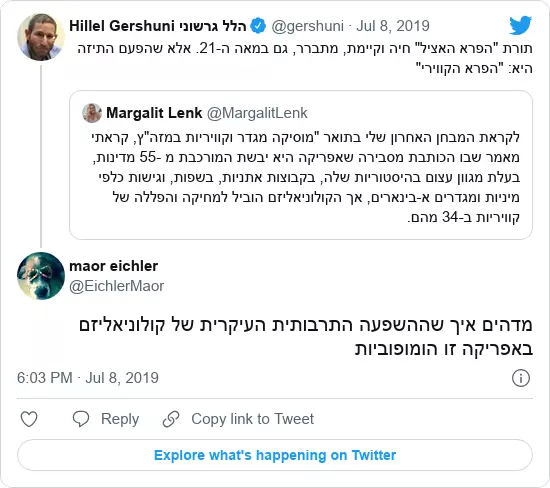 Hillel Gershuni הלל גרשוני @gershuni · Jul 8, 2019
תורת "הפרא האציל" חיה וקיימת, מתברר, גם במאה ה-21. אלא שהפעם התיזה
היא: "הפרא הקווירי"
Margalit Lenk @MargalitLenk
לקראת המבחן האחרון שלי בתואר "מוסיקה מגדר וקוויריות במזה"ץ, קראתי
מאמר שבו הכותבת מסבירה שאפריקה היא יבשת המורכבת מ -55 מדינות,
בעלת מגוון עצום בהיסטוריות שלה, בקבוצות אתניות, בשפות, וגישות כלפי
מיניות ומגדרים א-בינארים, אך הקולוניאליזם הוביל למחיקה והפללה של
קוויריות ב-34 מהם.
maor eichler
@EichlerMaor
מדהים איך שההשפעה התרבותית העיקרית של קולוניאליזם
באפריקה זו הומופוביות
6:03 PM · Jul 8, 2019
Reply
Copy link to Tweet
Explore what's happening on Twitter